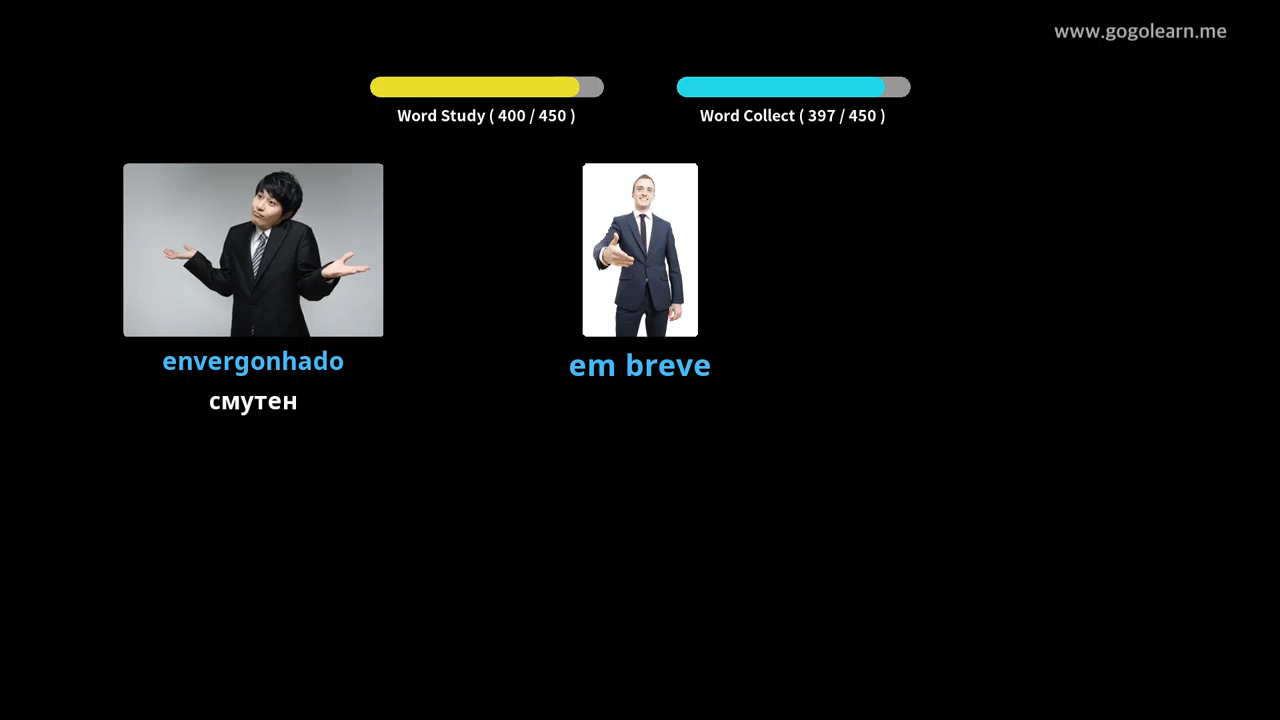 www.gogolearn.me
Word Study ( 400 / 450 )
Word Collect ( 397 / 450 )
envergonhado
смутен
em breve